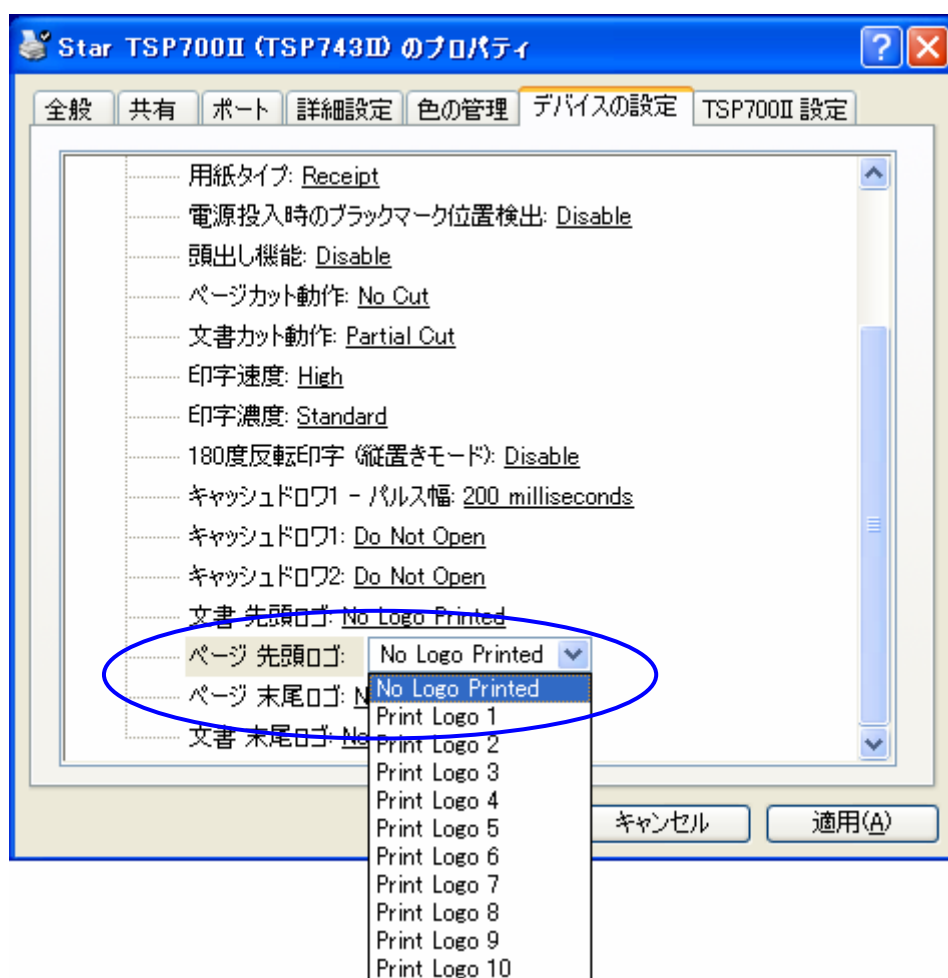 Star TSP700II (TSP743II) のプロパティ
全般 共有 ポート 詳細設定 色の管理 デバイスの設定 TSP700II 設定
用紙タイプ: Receipt
電源投入時のブラックマーク位置検出: Disable
頭出し機能: Disable
ページカット動作: No Cut
文書カット動作: Partial Cut
印字速度: High
印字濃度: Standard
180度反転印字 (縦置きモード): Disable
キャッシュドロワ1 - パルス幅: 200 milliseconds
キャッシュドロワ1: Do Not Open
キャッシュドロワ2: Do Not Open
文書 先頭ロゴ: No Logo Printed
ページ 先頭ロゴ: No Logo Printed
ページ 末尾ロゴ: N
文書 末尾ロゴ: No
No Logo Printed
Print Logo 1
Print Logo 2
Print Logo 3
Print Logo 4
Print Logo 5
Print Logo 6
Print Logo 7
Print Logo 8
Print Logo 9
Print Logo 10
キャンセル 適用(A)